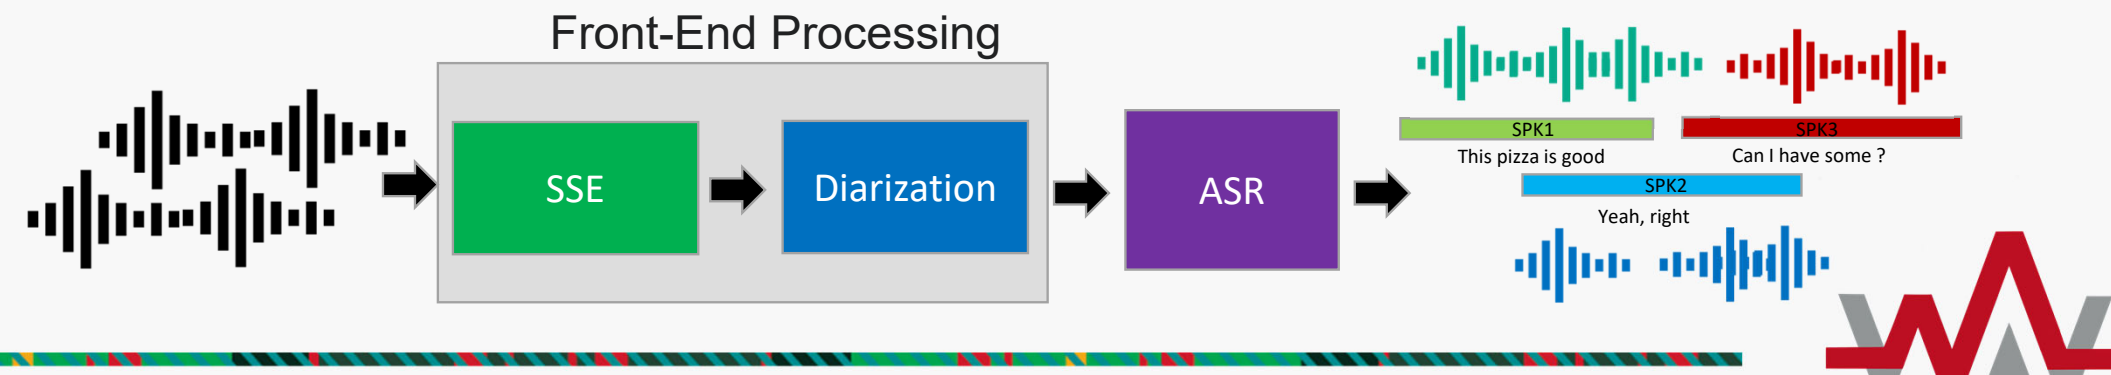 Front-End Processing
SSE
Diarization
ASR
SPK1
This pizza is good
SPK3
Can I have some ?
SPK2
Yeah, right